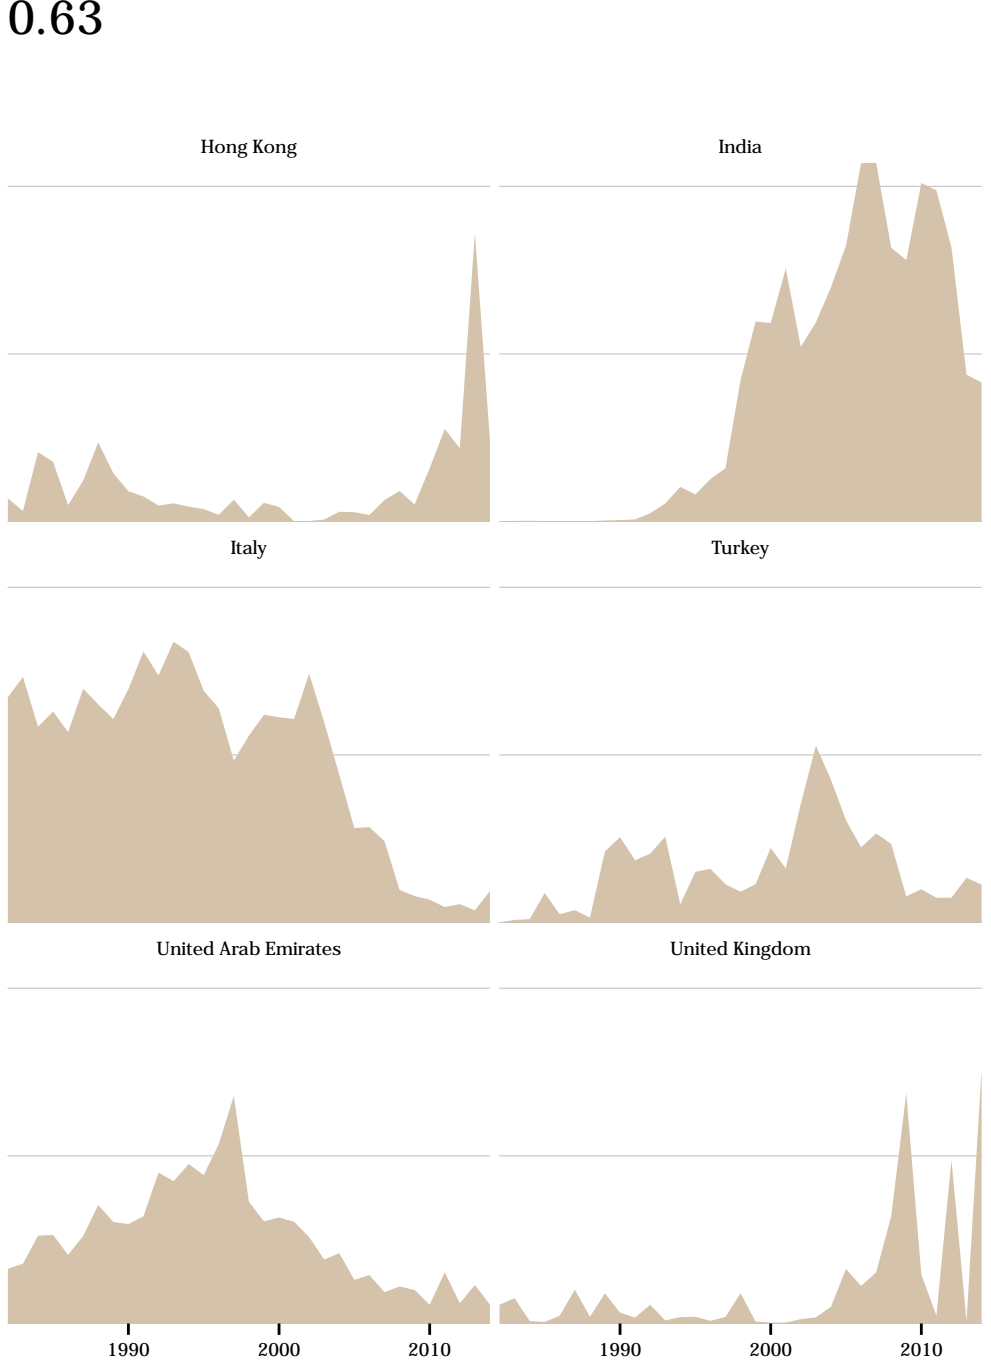 0.63
Hong Kong India
Italy Turkey
United Arab Emirates United Kingdom
1990 2000 2010 1990 2000 2010